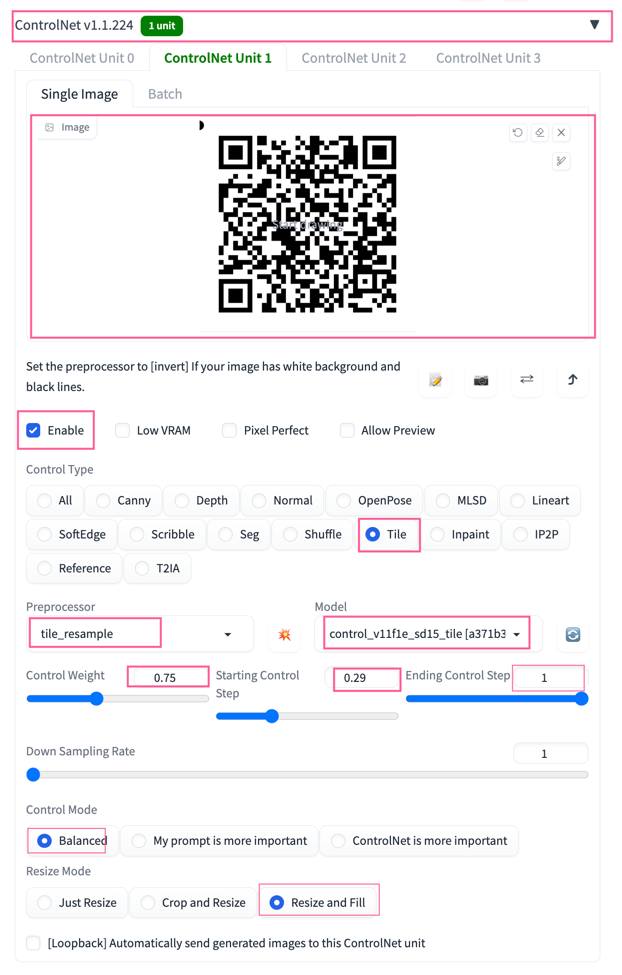 ControlNet v1.1.224 1 unit
ControlNet Unit 0 ControlNet Unit 1 ControlNet Unit 2 ControlNet Unit 3
Single Image Batch
Image
Start drawing
Set the preprocessor to [invert] If your image has white background and
black lines.
Enable Low VRAM Pixel Perfect Allow Preview
Control Type
All Canny Depth Normal OpenPose MLSD Lineart
SoftEdge Scribble Seg Shuffle Tile Inpaint IP2P
Reference T2IA
Preprocessor Model
tile_resample control_v11f1e_sd15_tile [a371b3
Control Weight 0.75 Starting Control 0.29 Ending Control Step 1
Step
Down Sampling Rate 1
Control Mode
Balanced My prompt is more important ControlNet is more important
Resize Mode
Just Resize Crop and Resize Resize and Fill
[Loopback] Automatically send generated images to this ControlNet unit